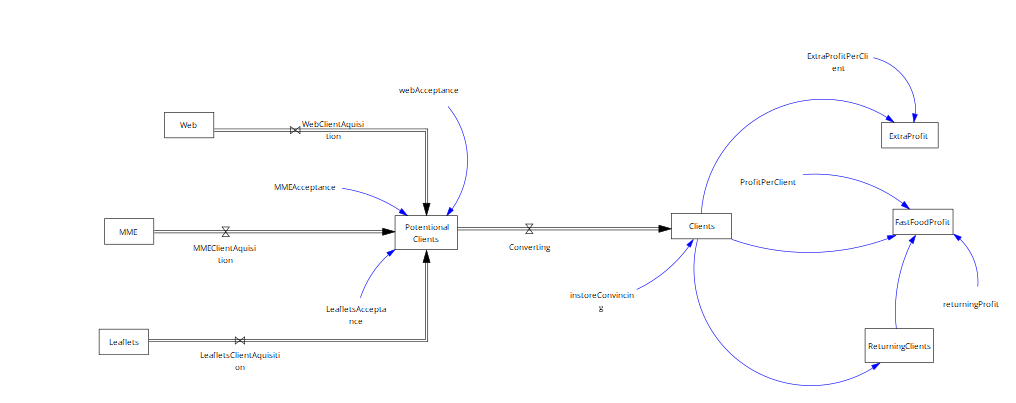 ExtraProfitPerCli
ent
webAcceptance
Web
WebClientAquisi
tion
ExtraProfit
MMEAcceptance
ProfitPerClient
MME
MMEClientAquisi
tion
Potentional
Clients
Converting
Clients
FastFoodProfit
instoreConvincin
g
returningProfit
LeafletsAccepta
nce
Leaflets
LeafletsClientAquisiti
on
ReturningClients